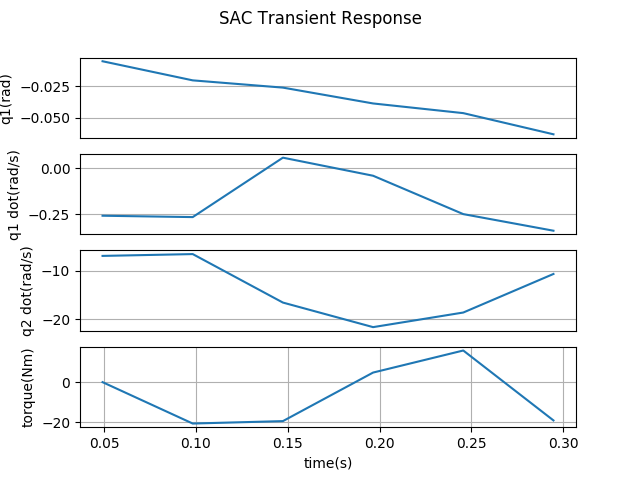 SAC Transient Response
q1(rad)
−0.025
−0.050
q1 dot(rad/s)
0.00
−0.25
q2 dot(rad/s)
−10
−20
torque(Nm)
0
−20
0.05 0.10 0.15 0.20 0.25 0.30
time(s)